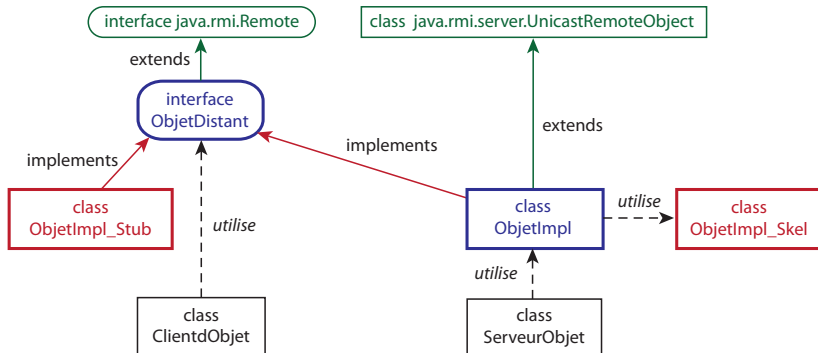 interface java.rmi.Remote
class java.rmi.server.UnicastRemoteObject
extends
interface
ObjetDistant
extends
implements
implements
class
ObjetImpl_Stub
utilise
class
ObjetImpl
utilise
class
ObjetImpl_Skel
utilise
class
ClientdObjet
class
ServeurObjet